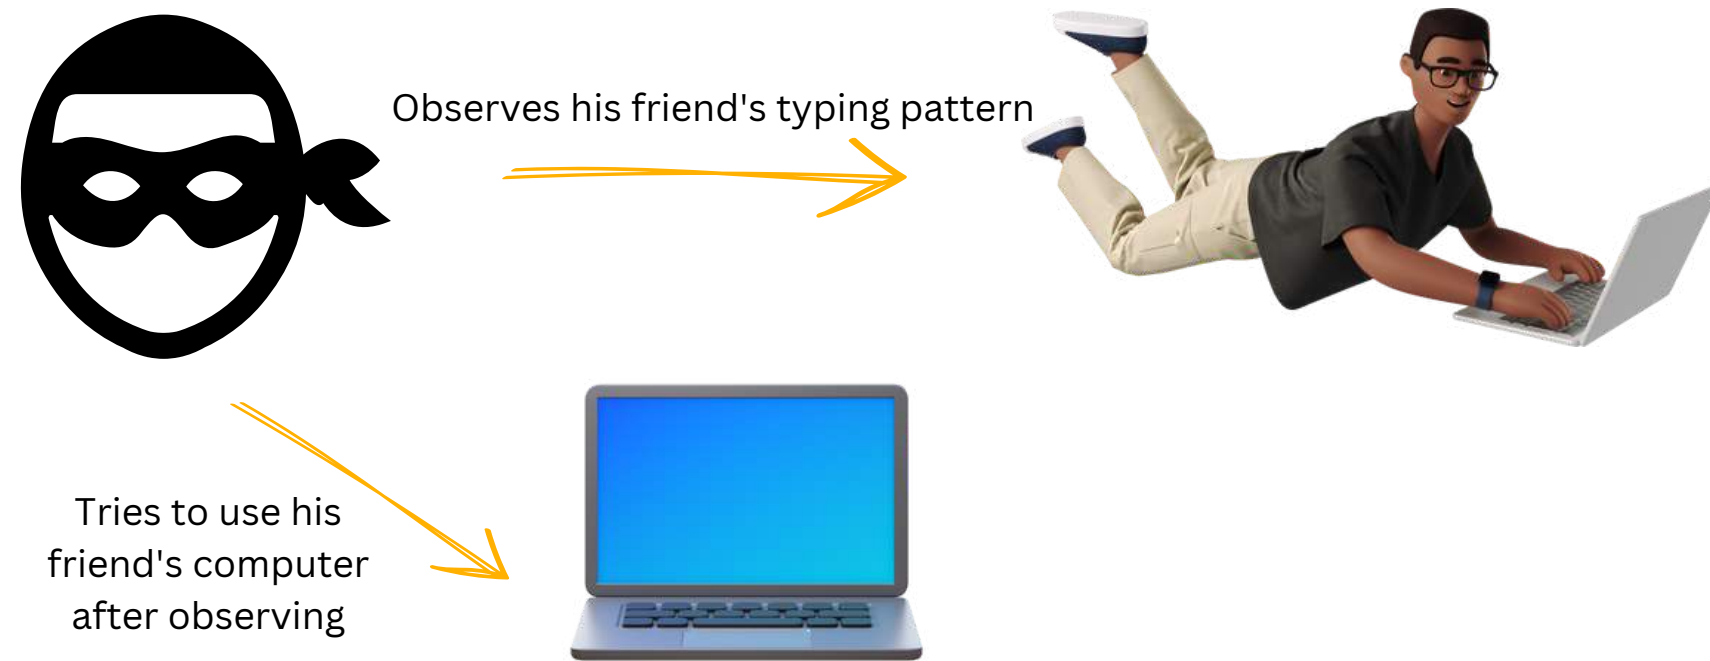 Observes his friend's typing pattern
Tries to use his
friend's computer
after observing